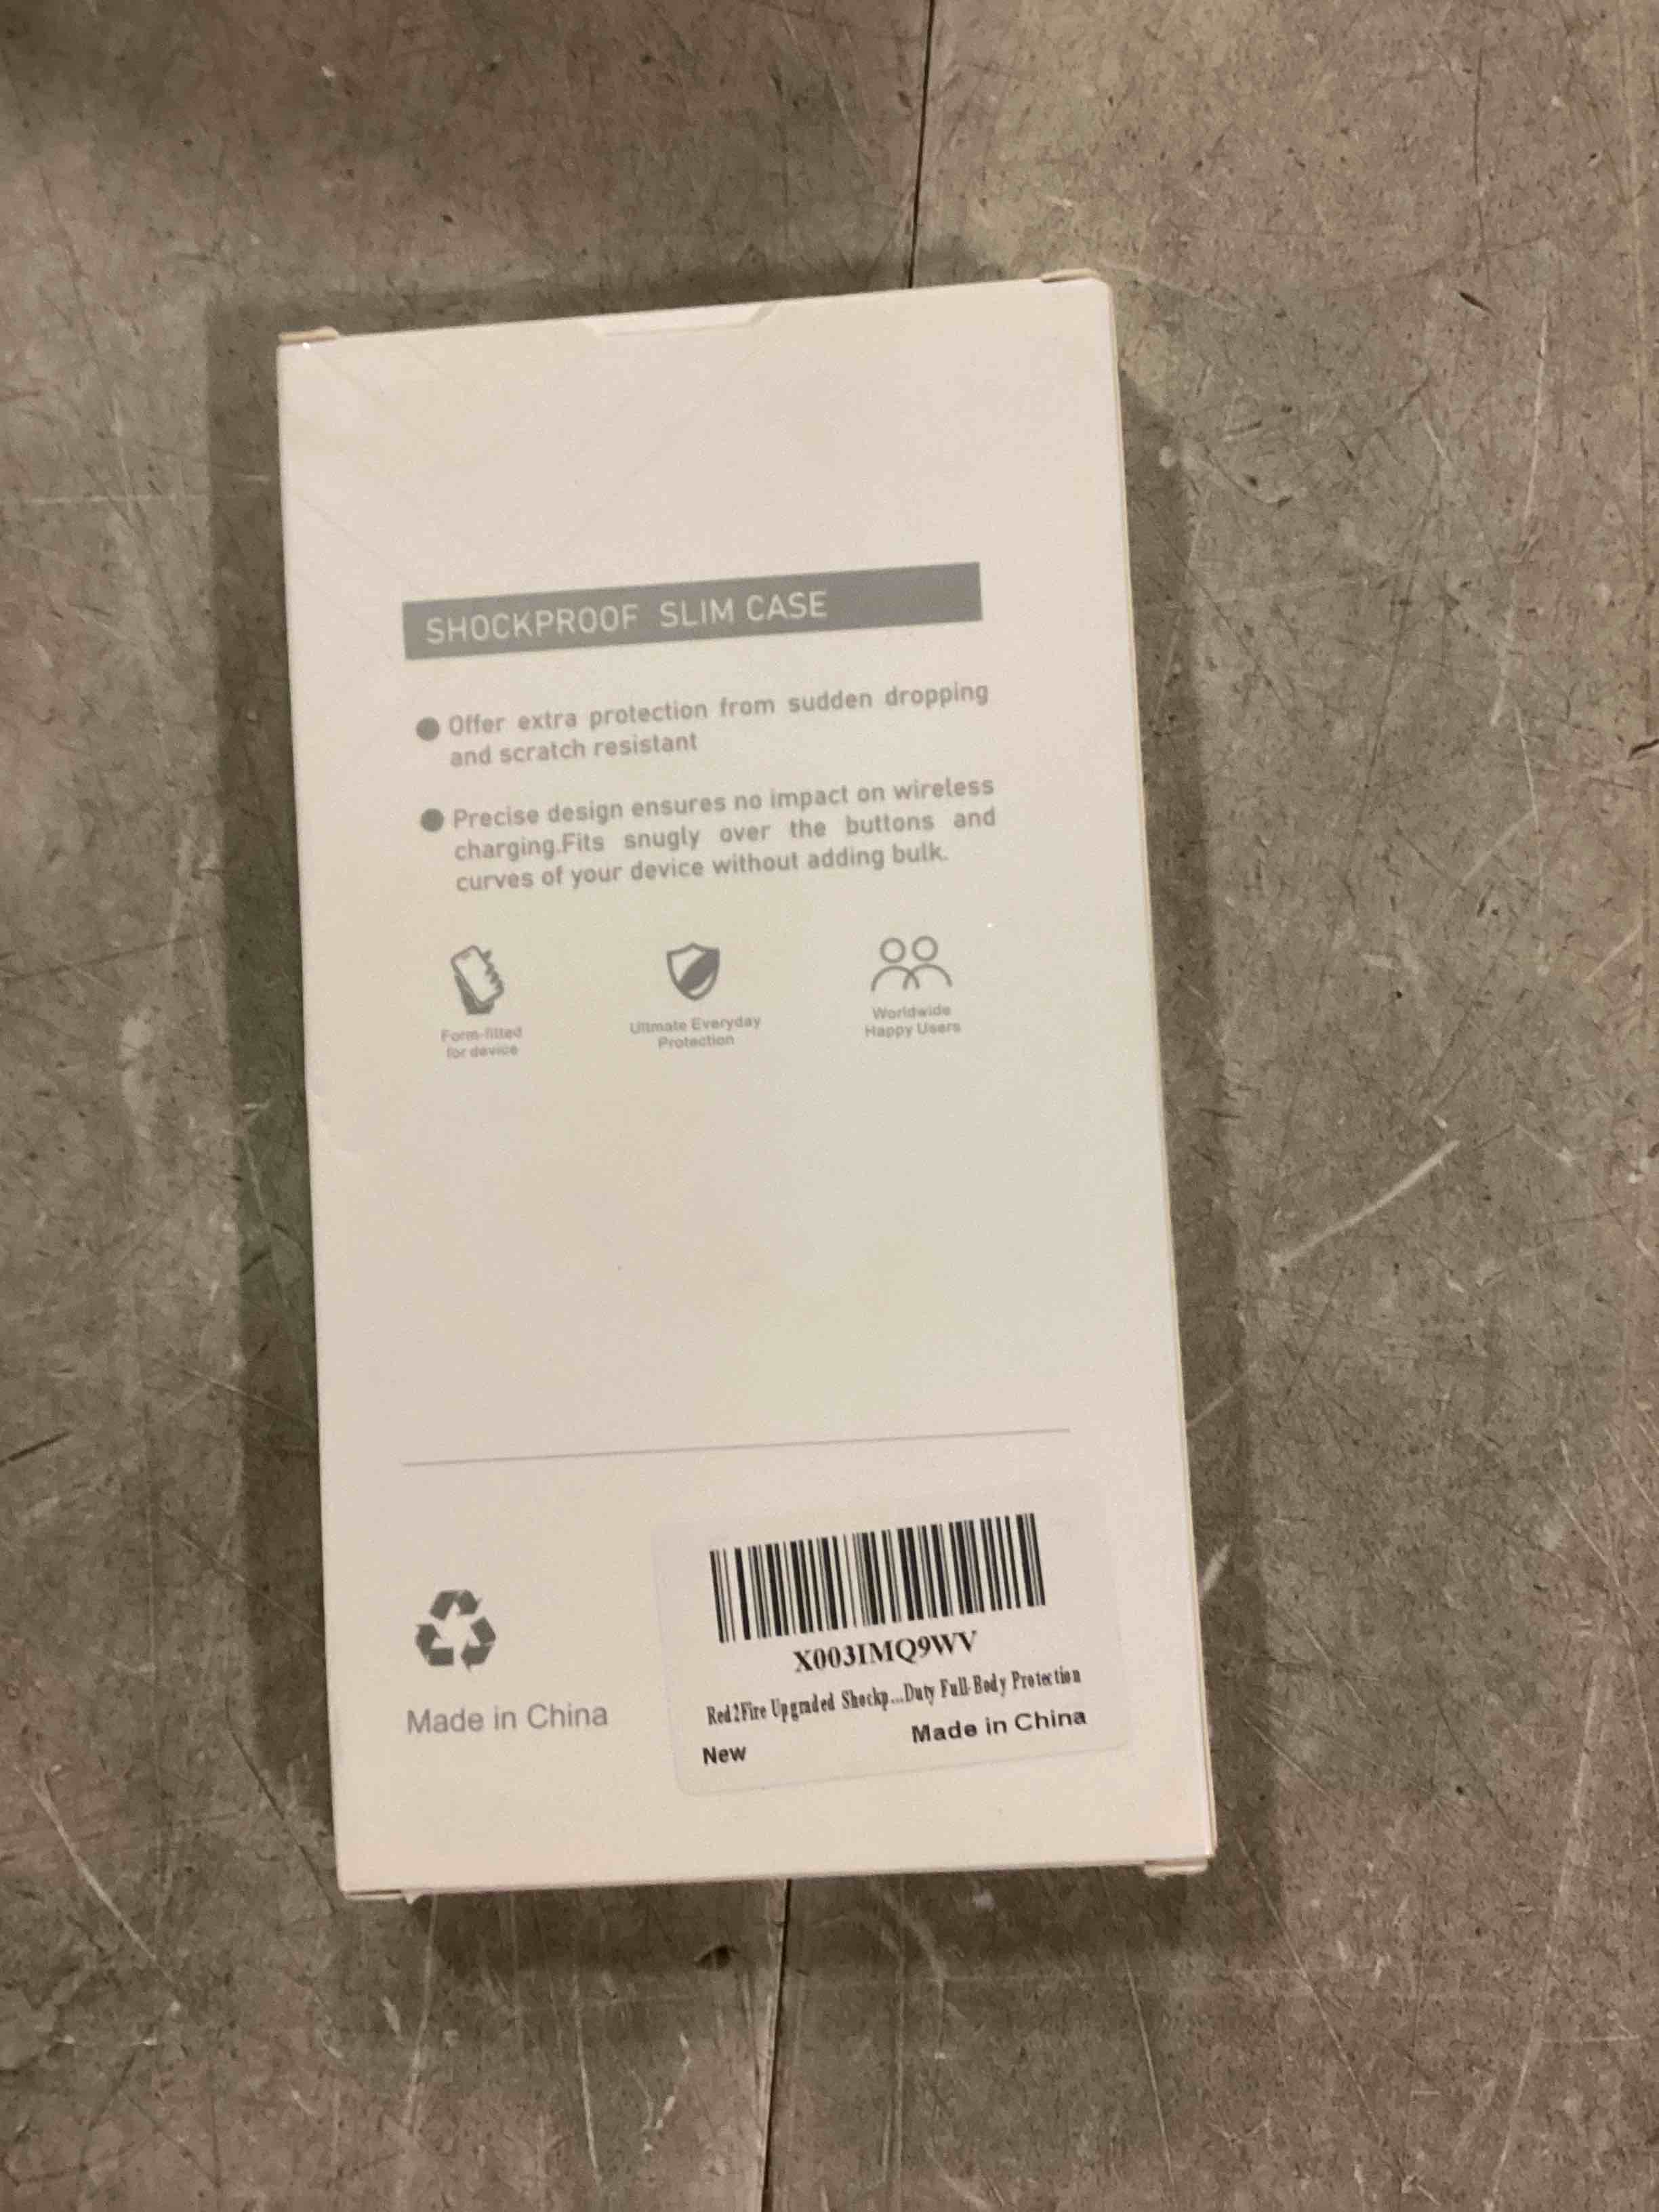 SHOCKPROOF SLIM CASE
Offer extra protection from sudden dropping
and scratch resistant
Precise design ensures no impact on wireless
charging.Fits snugly over the buttons and
curves of your device without adding bulk.
Form-fitted
for device
Ultmate Everyday
Protection
Worldwide
Happy Users
Made in China
X003IMQ9WV
Red2Fire Upgraded Shockp...Duty Full-Body Protection
New
Made in China